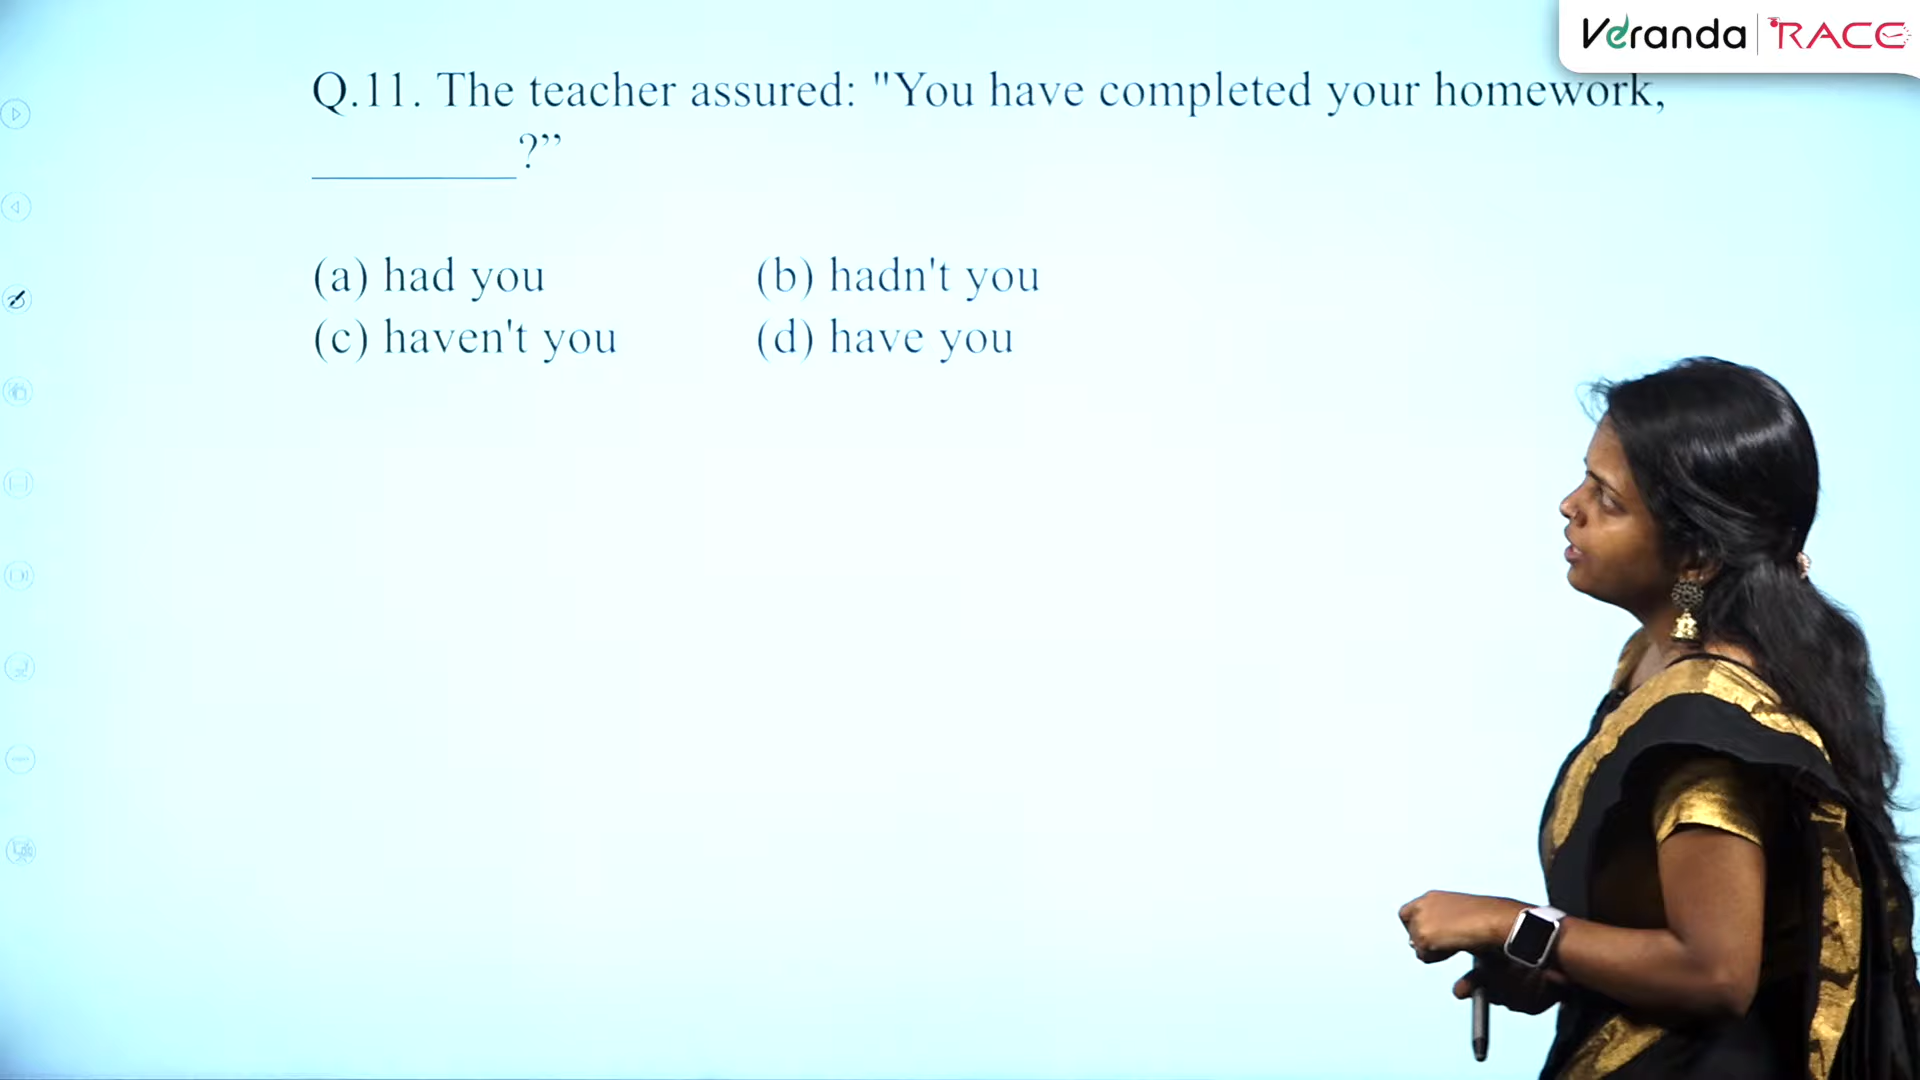 Veranda RACE
Q.11. The teacher assured: "You have completed your homework,
__________?”
(a) had you (b) hadn't you
(c) haven't you (d) have you